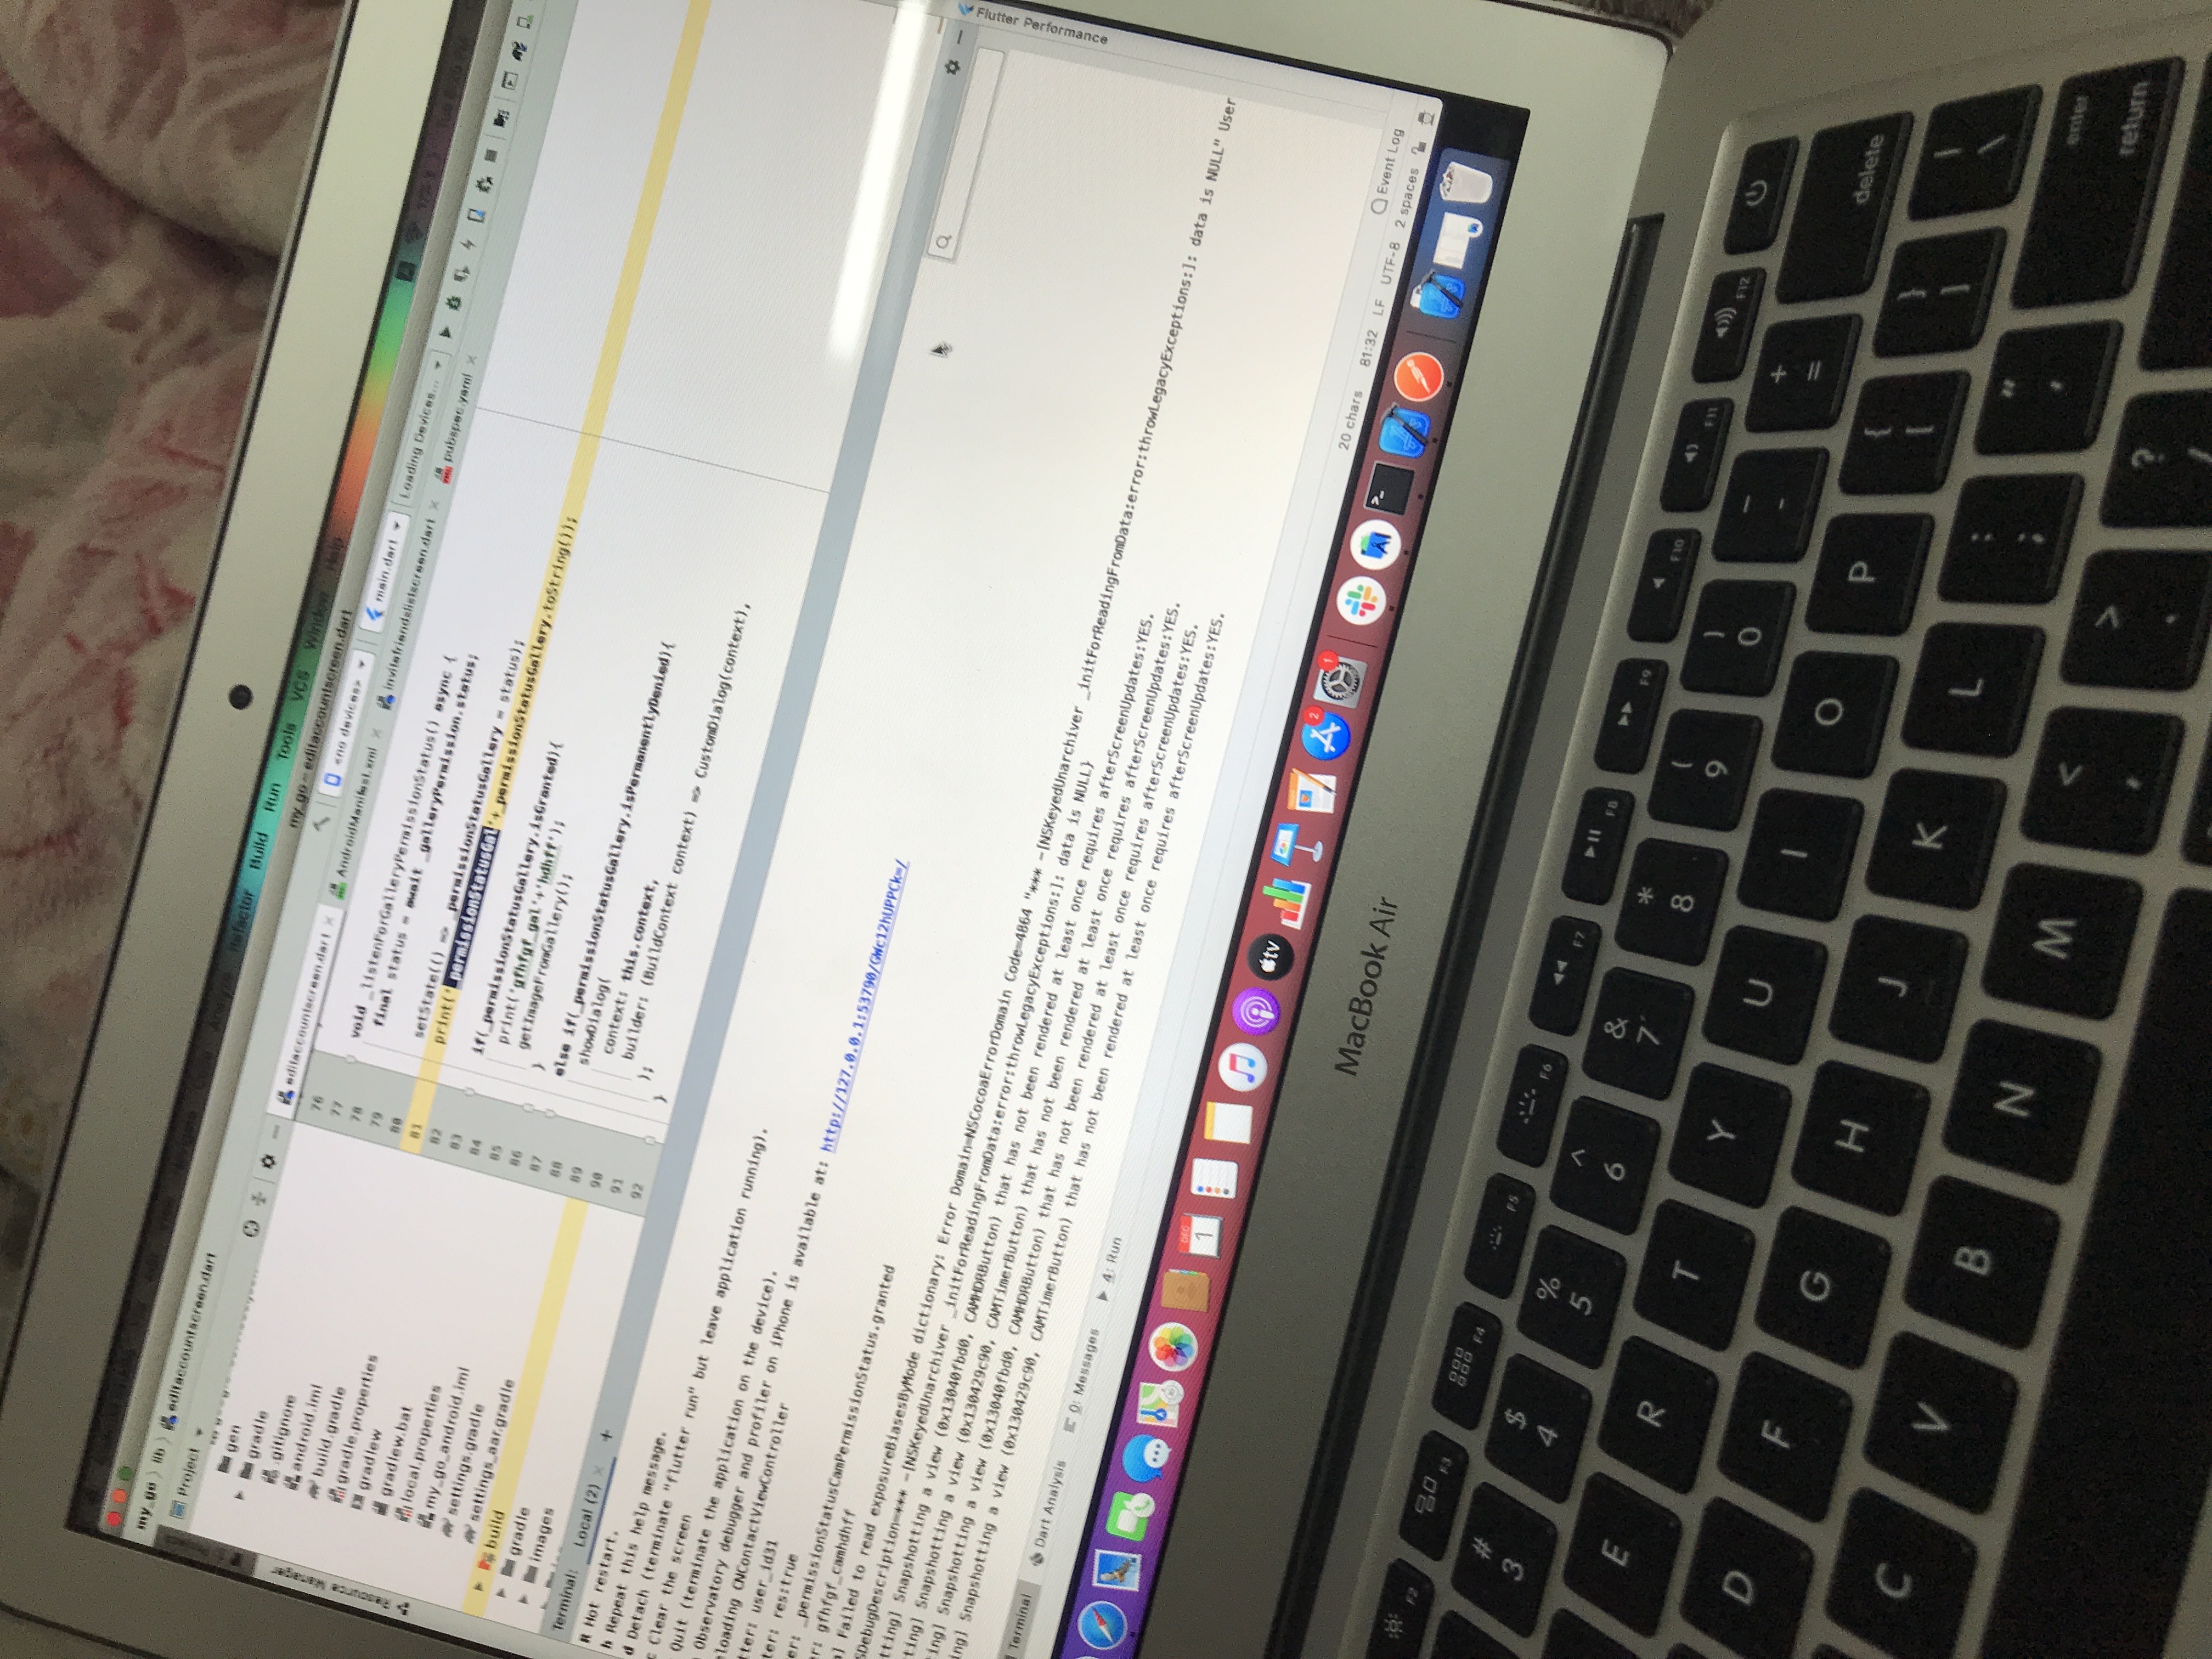 Refactor Build Run Tools VCS Window Help
my_go – editaccountscreen.dart
my_go lib editaccountscreen.dart
<no devices> main.dart Loading Devices...
Project
editaccountscreen.dart AndroidManifest.xml invitefriendslistscreen.dart pubspec.yaml
Resource Manager
gen
gradle
.gitignore
android.iml
build.gradle
gradle.properties
gradlew
gradlew.bat
local.properties
my_go_android.iml
settings.gradle
settings_aar.gradle
build
gradle
images
76
77
78
79
80
81
82
83
84
85
86
87
88
89
90
91
92
void _listenForGalleryPermissionStatus() async {
final status = await _galleryPermission.status;
setState(() => _permissionStatusGallery = status);
print('_permissionStatusGal'+_permissionStatusGallery.toString());
if(_permissionStatusGallery.isGranted){
print('gfhfgf_gal'+'hdhff');
getImageFromGallery();
}
else if(_permissionStatusGallery.isPermanentlyDenied){
showDialog(
context: this.context,
builder: (BuildContext context) => CustomDialog(context),
);
}
Terminal: Local (2) +
R Hot restart.
h Repeat this help message.
d Detach (terminate "flutter run" but leave application running).
c Clear the screen
Quit (terminate the application on the device).
Observatory debugger and profiler on iPhone is available at: http://127.0.0.1:53790/GWc12hUPPCk=/
loading CNContactViewController
tter: user_id31
ter: res:true
er: _permissionStatusCamPermissionStatus.granted
r: gfhfgf_camhdhff
] Failed to read exposureBiasesByMode dictionary: Error Domain=NSCocoaErrorDomain Code=4864 "*** -[NSKeyedUnarchiver _initForReadingFromData:error:throwLegacyExceptions:]: data is NULL" User
SDebugDescription=*** -[NSKeyedUnarchiver _initForReadingFromData:error:throwLegacyExceptions:]: data is NULL}
tting] Snapshotting a view (0x13040fbd0, CAMHDRButton) that has not been rendered at least once requires afterScreenUpdates:YES.
ting] Snapshotting a view (0x130429c90, CAMTimerButton) that has not been rendered at least once requires afterScreenUpdates:YES.
ing] Snapshotting a view (0x13040fbd0, CAMHDRButton) that has not been rendered at least once requires afterScreenUpdates:YES.
ing] Snapshotting a view (0x130429c90, CAMTimerButton) that has not been rendered at least once requires afterScreenUpdates:YES.
Flutter Performance
Terminal Dart Analysis 0: Messages 4: Run
Event Log
20 chars 81:32 LF UTF-8 2 spaces
DEC
1
tv
2
1
MacBook Air
F2 F3 F4 F5 F6 F7 F8 F9 F10 F11 F12
# 3 $ 4 % 5 ^ 6 & 7 * 8 ( 9 ) 0 _ - + = delete
E R T Y U I O P { [ } ] | \
D F G H J K L : ; " ' enter return
C V B N M < , > . ? /